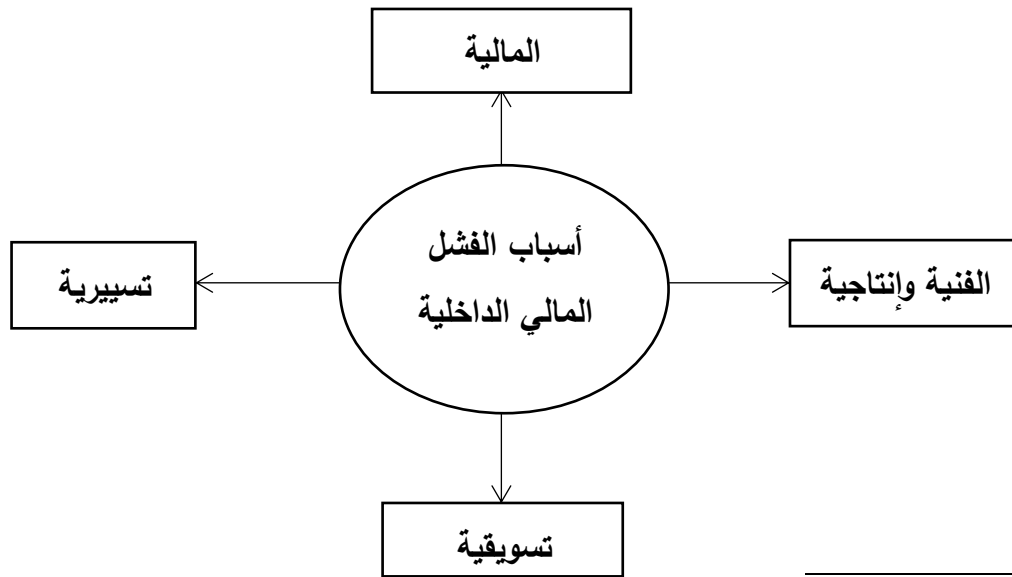 المالية
أسباب الفشل
المالي الداخلية
الفنية وإنتاجية
تسييرية
تسويقية